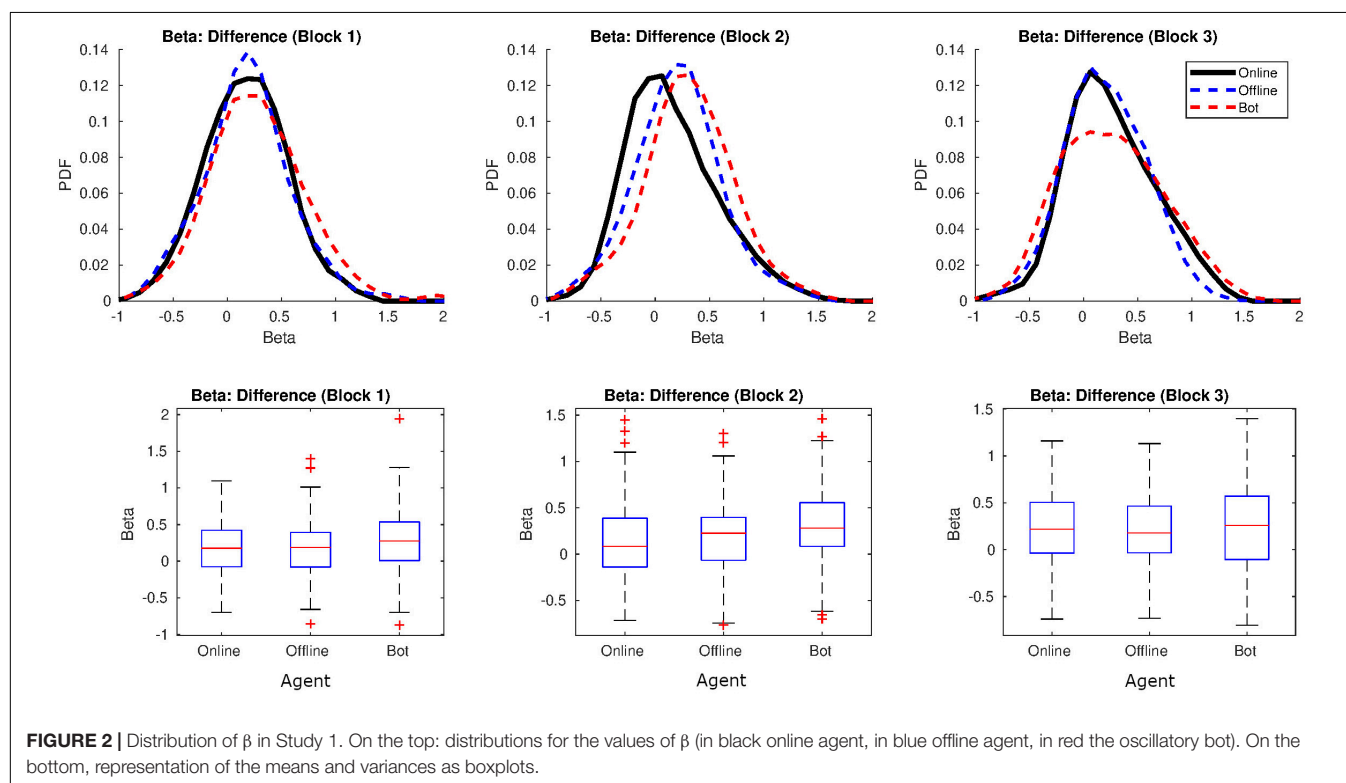 Beta: Difference (Block 1)
0.14
0.12
0.1
0.08
0.06
0.04
0.02
0
PDF
-1
-0.5
0
0.5
1
1.5
2
Beta
Beta: Difference (Block 2)
0.14
0.12
0.1
0.08
0.06
0.04
0.02
0
PDF
-1
-0.5
0
0.5
1
1.5
2
Beta
Beta: Difference (Block 3)
0.14
0.12
0.1
0.08
0.06
0.04
0.02
0
PDF
-1
-0.5
0
0.5
1
1.5
2
Beta
Online
Offline
Bot
Beta: Difference (Block 1)
2
1.5
1
0.5
0
-0.5
-1
Beta
Online
Offline
Bot
Agent
Beta: Difference (Block 2)
1.5
1
0.5
0
-0.5
Beta
Online
Offline
Bot
Agent
Beta: Difference (Block 3)
1.5
1
0.5
0
-0.5
Beta
Online
Offline
Bot
Agent
FIGURE 2 | Distribution of β in Study 1. On the top: distributions for the values of β (in black online agent, in blue offline agent, in red the oscillatory bot). On the
bottom, representation of the means and variances as boxplots.